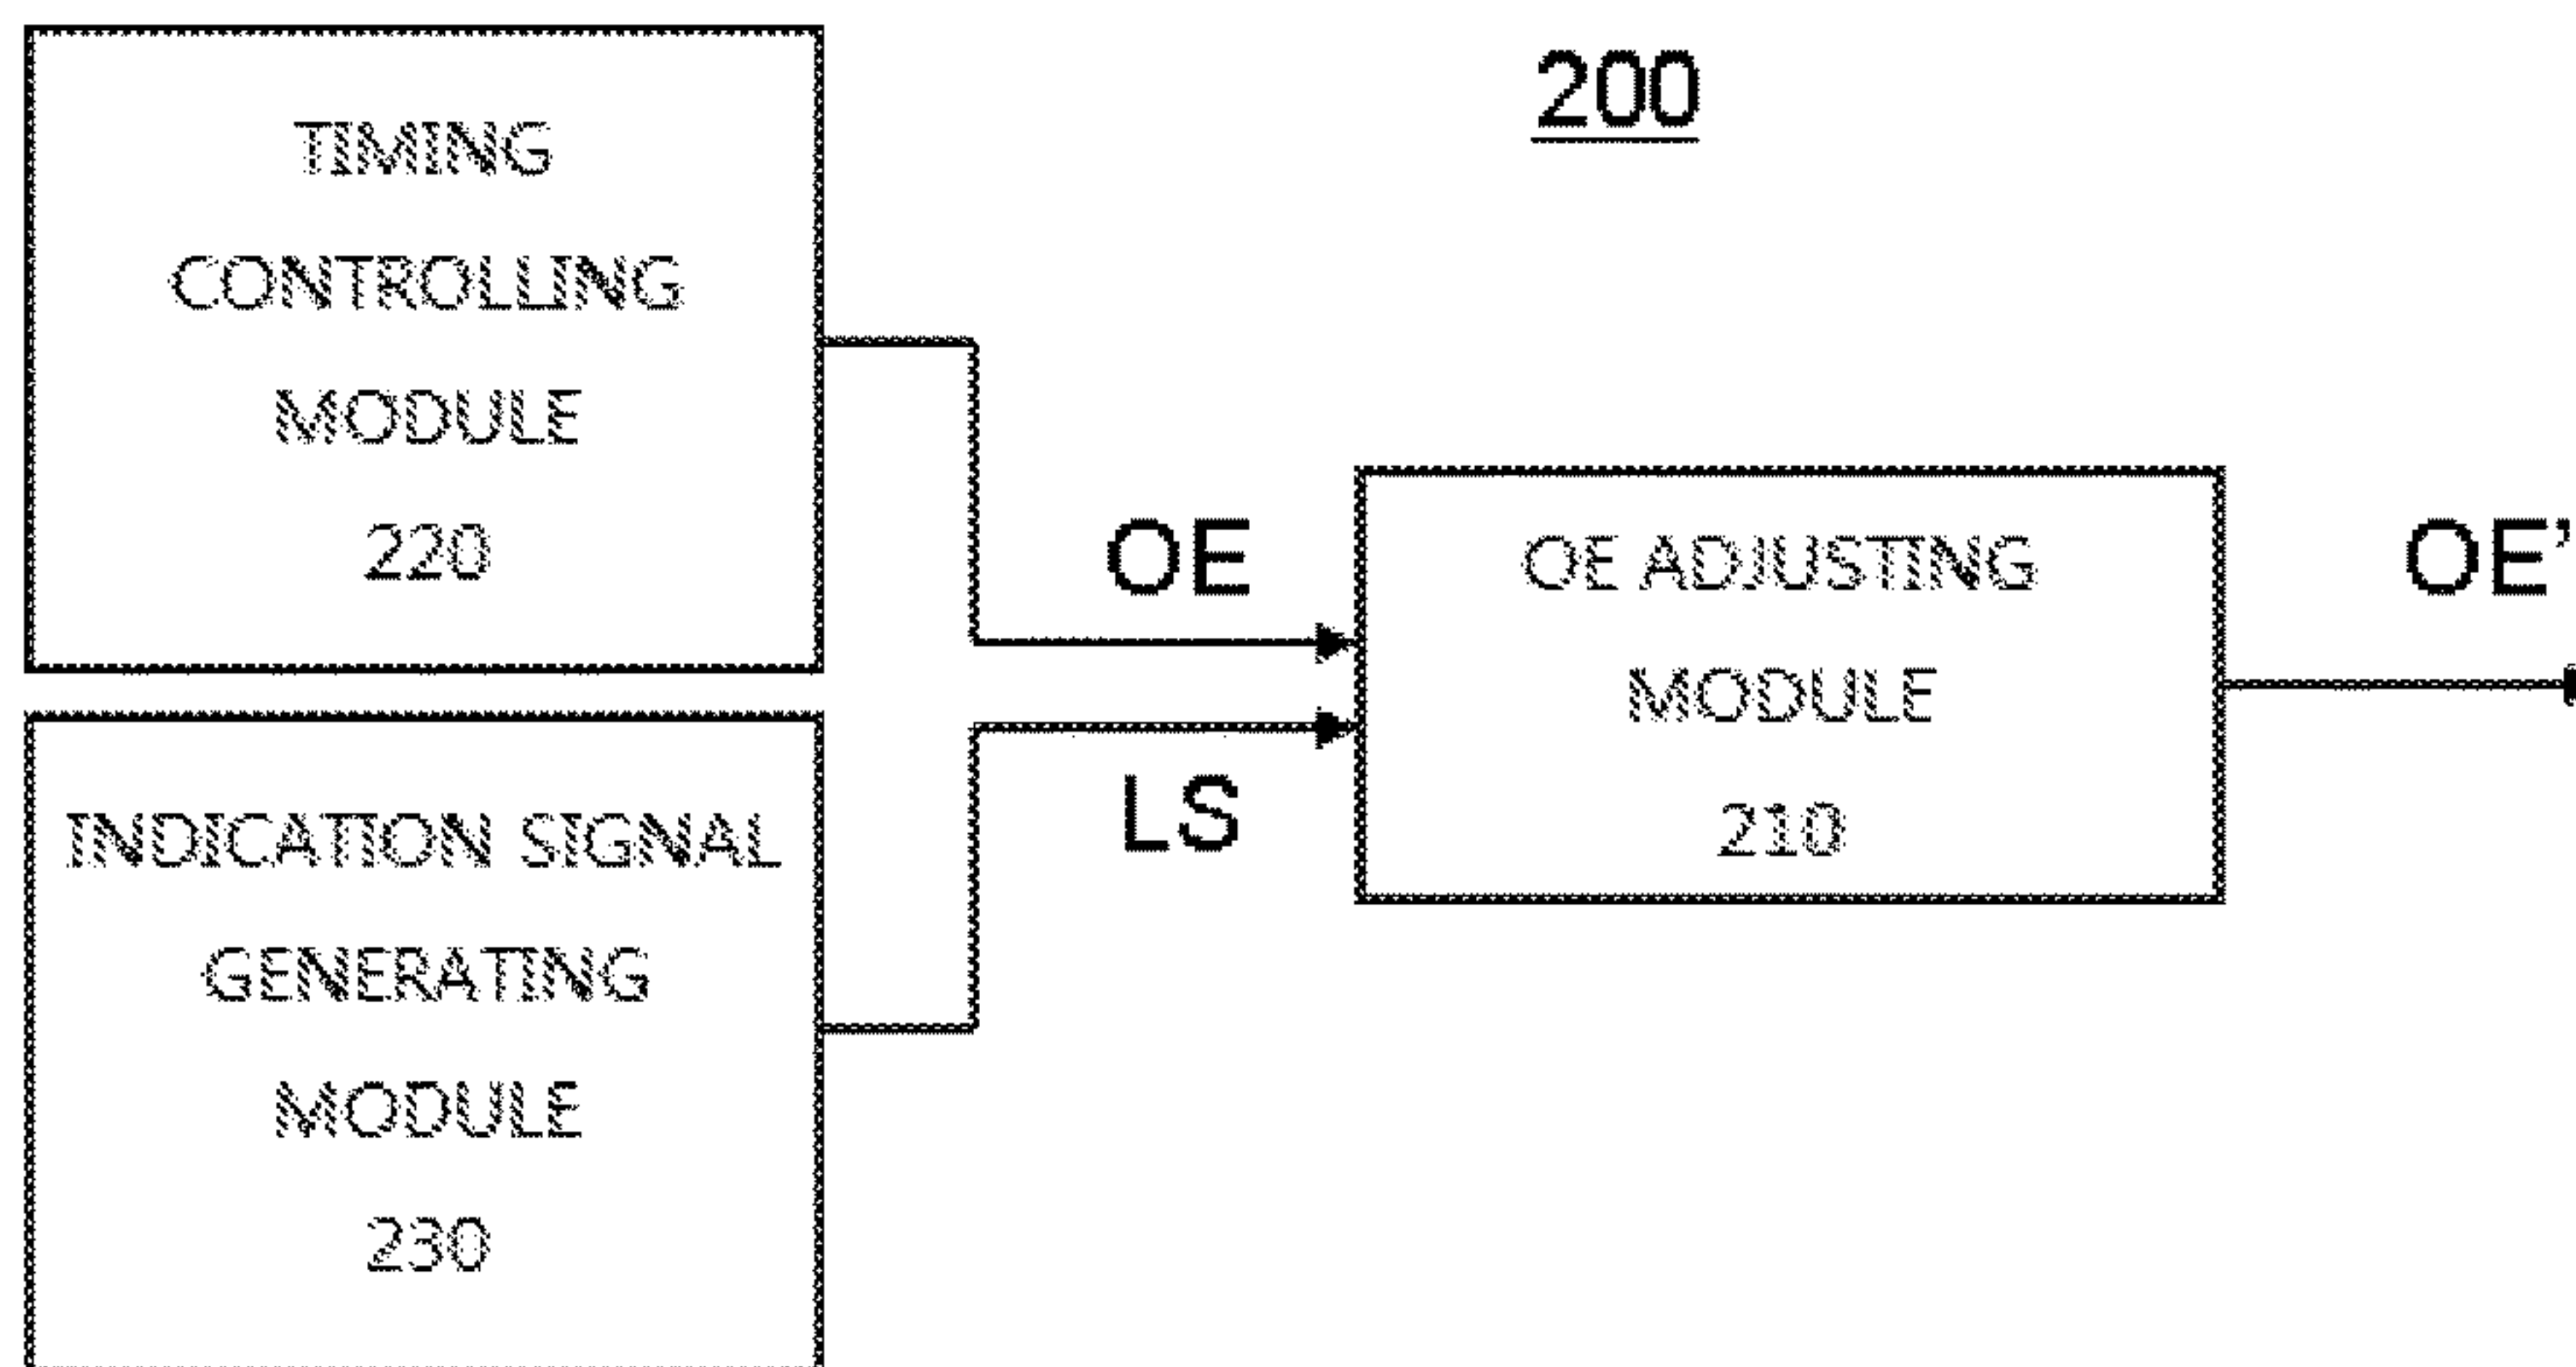 200
TIMING
CONTROLLING
MODULE
220
OE
OE ADJUSTING
MODULE
210
OE'
LS
INDICATION SIGNAL
GENERATING
MODULE
230